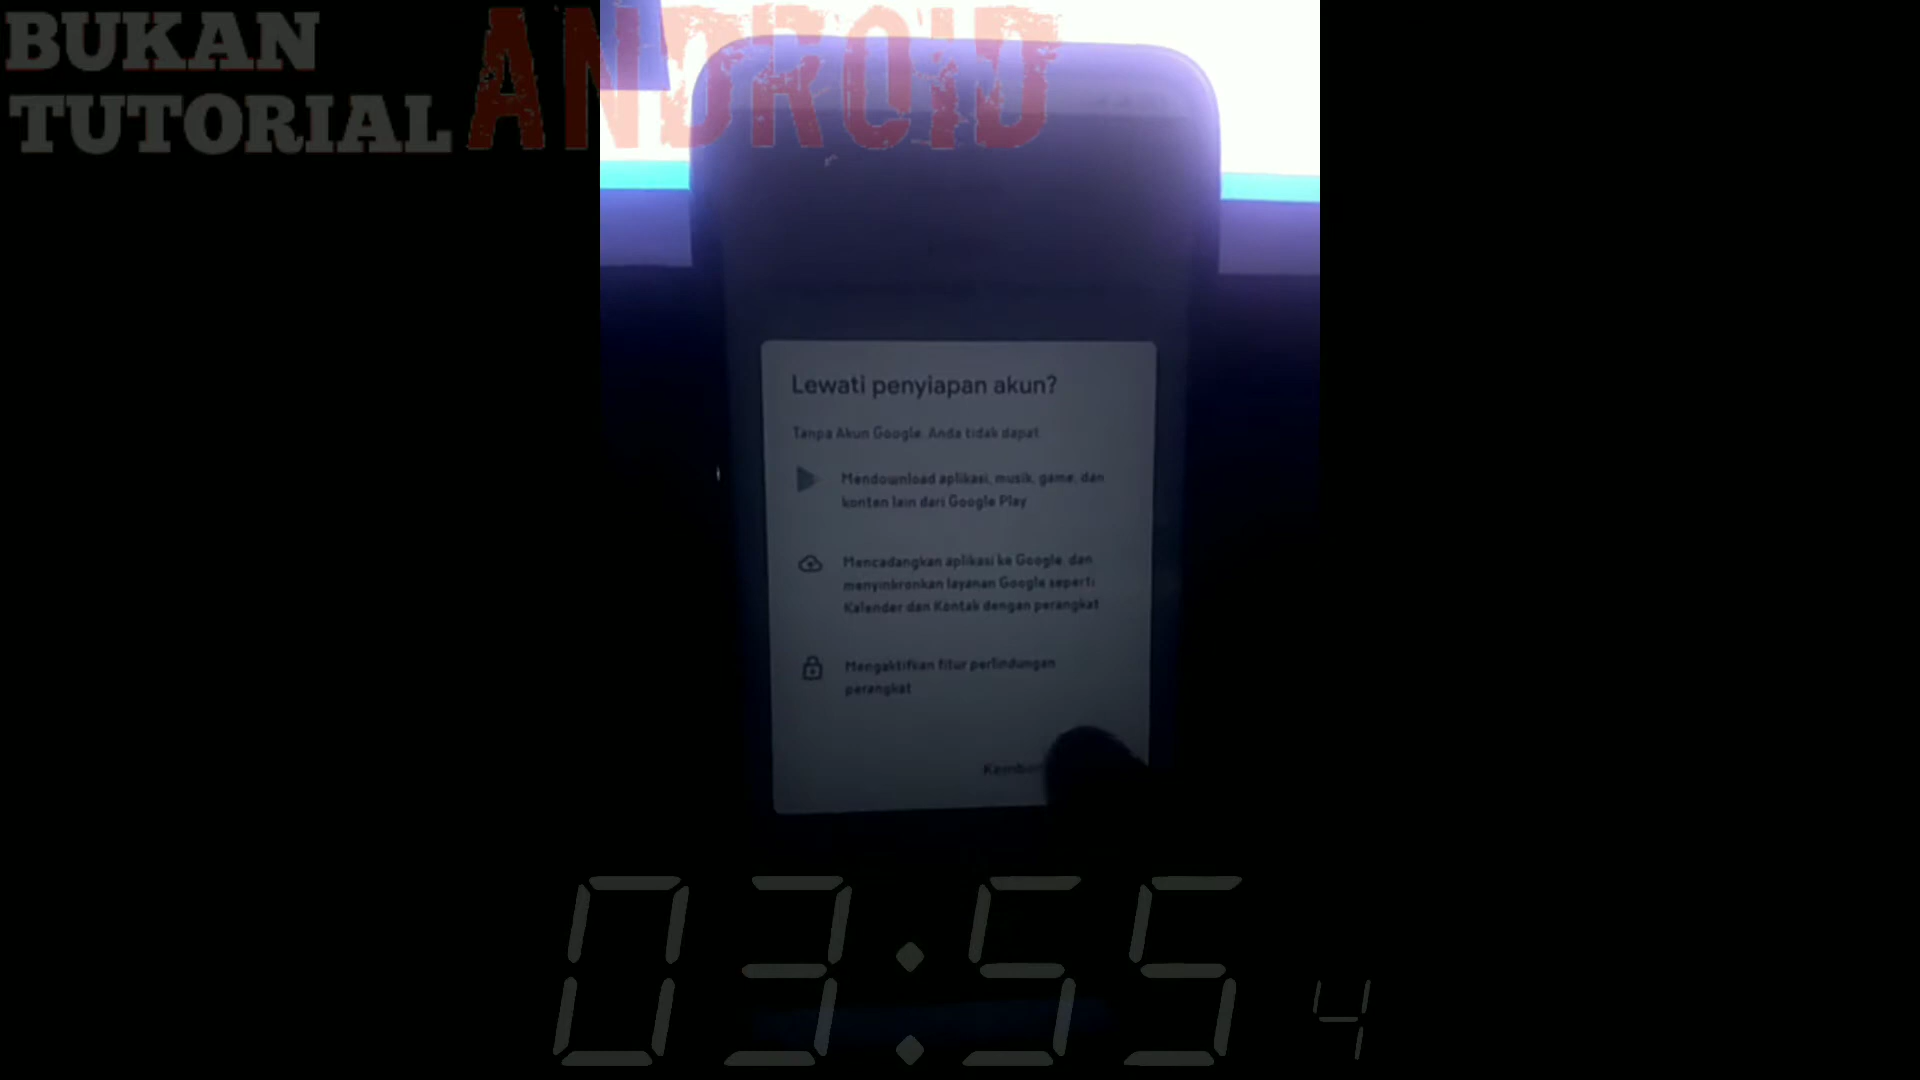 BUKAN
TUTORIAL ANDROID
Lewati penyiapan akun?
Tanpa Akun Google, Anda tidak dapat
Mendownload aplikasi, musik, game, dan
konten lain dari Google Play
Mencadangkan aplikasi ke Google, dan
menyinkronkan layanan Google seperti
Kalender dan Kontak dengan perangkat
Mengaktifkan fitur perlindungan
perangkat
03:55 4